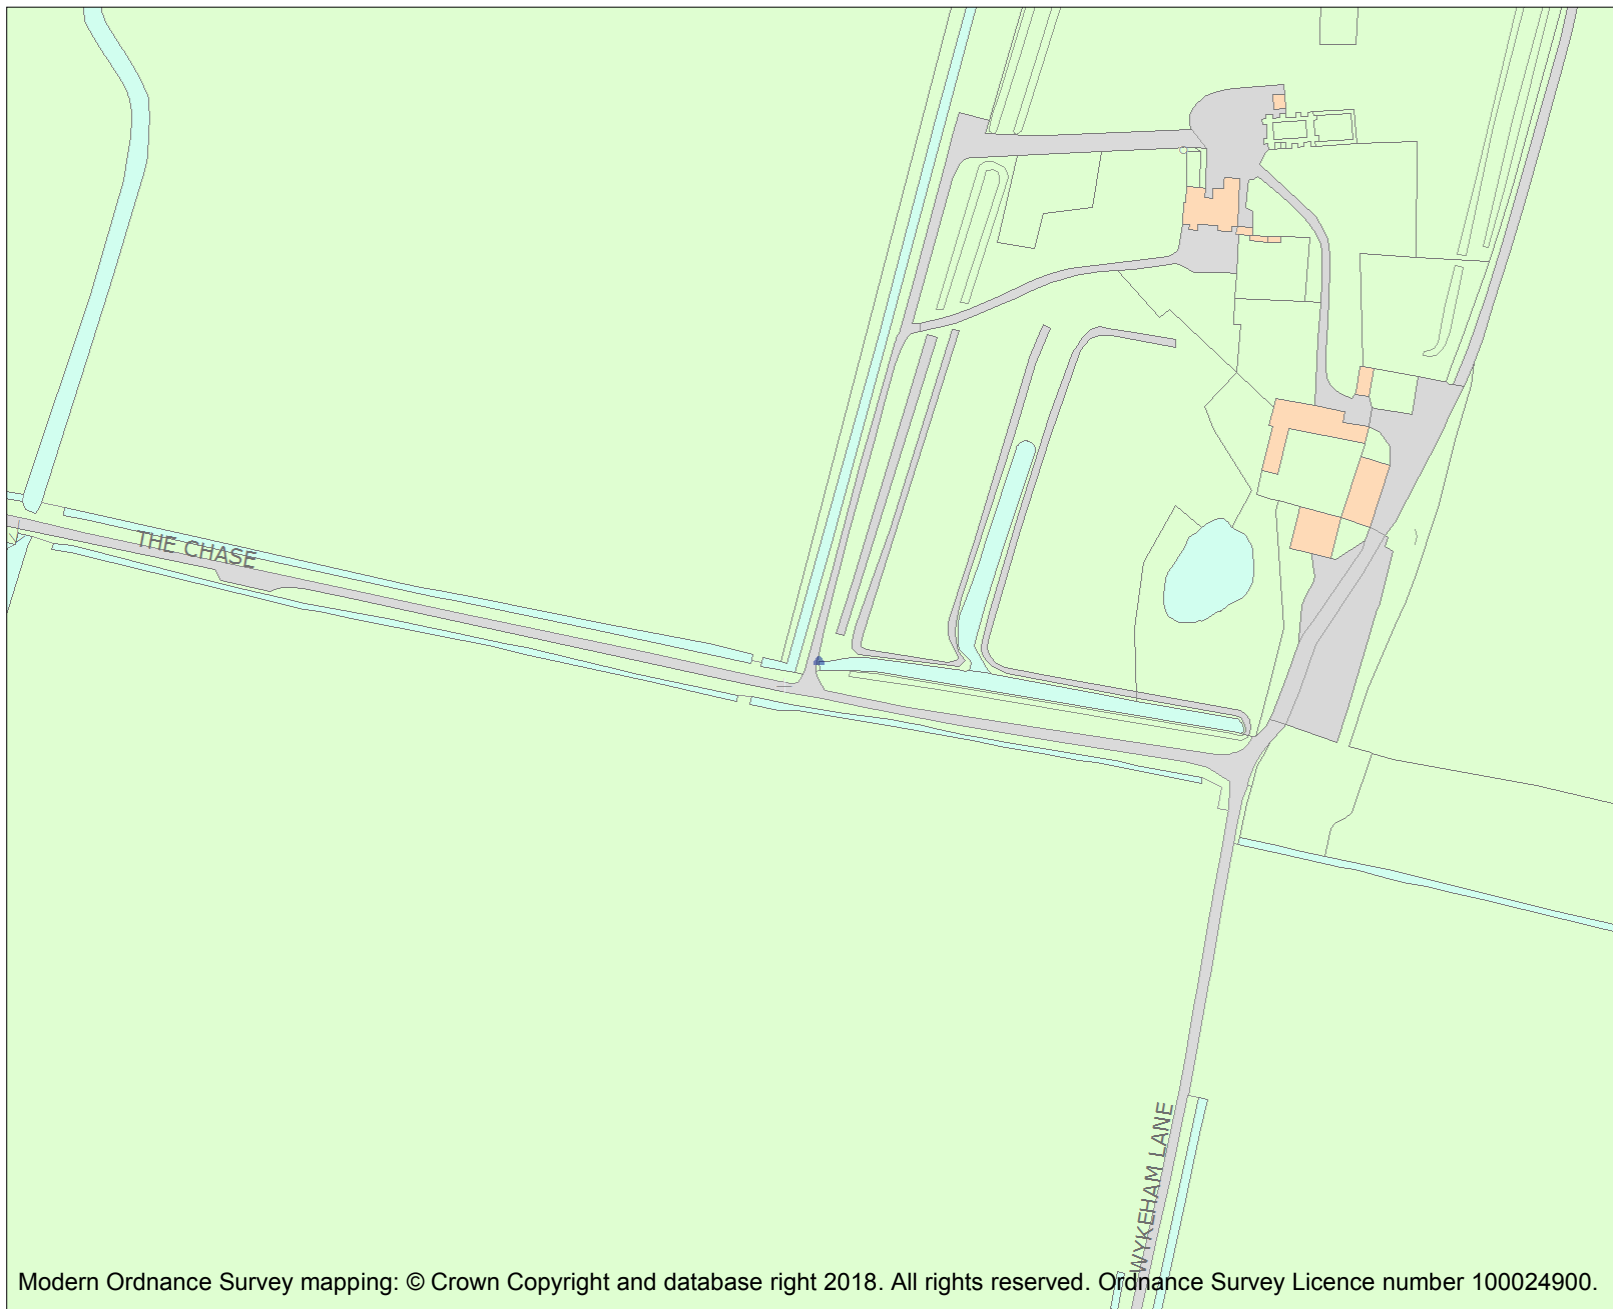 THE CHASE
WYKEHAM LANE
Modern Ordnance Survey mapping: © Crown Copyright and database right 2018. All rights reserved. Ordnance Survey Licence number 100024900.